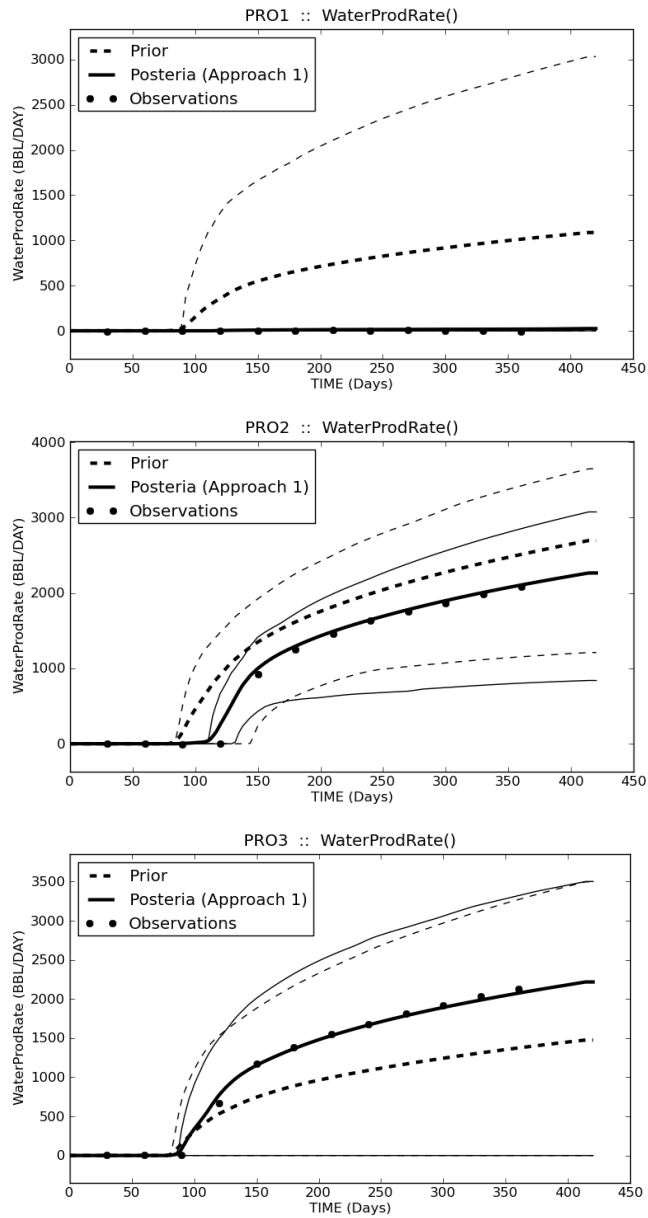 PRO1 :: WaterProdRate()
Prior
Posteria (Approach 1)
Observations
WaterProdRate (BBL/DAY)
3000
2500
2000
1500
1000
500
0
0 50 100 150 200 250 300 350 400 450
TIME (Days)
PRO2 :: WaterProdRate()
Prior
Posteria (Approach 1)
Observations
WaterProdRate (BBL/DAY)
4000
3000
2000
1000
0
0 50 100 150 200 250 300 350 400 450
TIME (Days)
PRO3 :: WaterProdRate()
Prior
Posteria (Approach 1)
Observations
WaterProdRate (BBL/DAY)
3500
3000
2500
2000
1500
1000
500
0
0 50 100 150 200 250 300 350 400 450
TIME (Days)